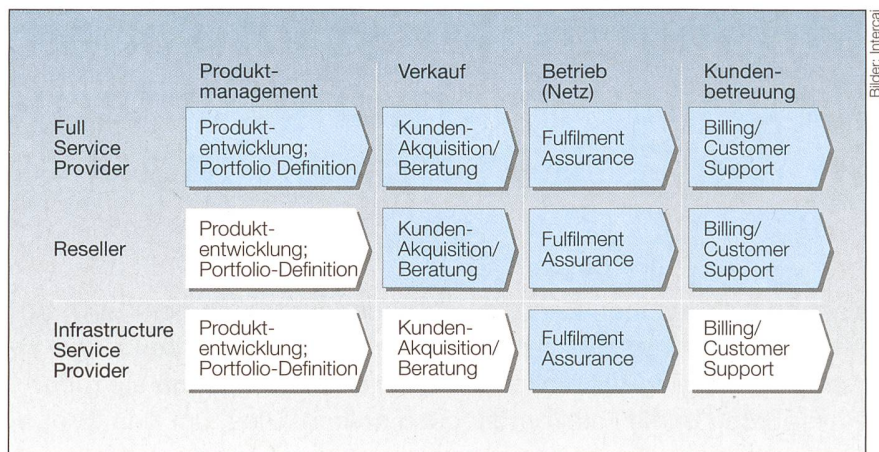 Produkt-
management
Verkauf
Betrieb
(Netz)
Kunden-
betreuung
Full
Service
Provider
Produkt-
entwicklung;
Portfolio Definition
Kunden-
Akquisition/
Beratung
Fulfilment
Assurance
Billing/
Customer
Support
Reseller
Produkt-
entwicklung;
Portfolio-Definition
Kunden-
Akquisition/
Beratung
Fulfilment
Assurance
Billing/
Customer
Support
Infrastructure
Service
Provider
Produkt-
entwicklung;
Portfolio-Definition
Kunden-
Akquisition/
Beratung
Fulfilment
Assurance
Billing/
Customer
Support
Bilder: Intercai